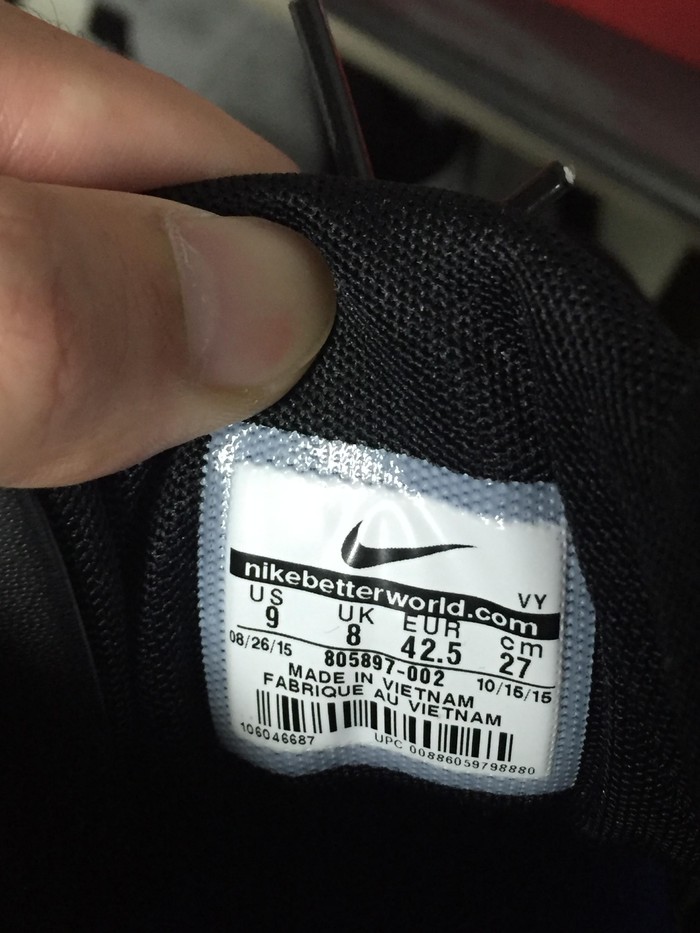 nikebetterworld.com
VY
US UK EUR cm
9 8 42.5 27
08/26/15 805897-002 10/15/15
MADE IN VIETNAM
FABRIQUE AU VIETNAM
106046687 UPC 00886059798880